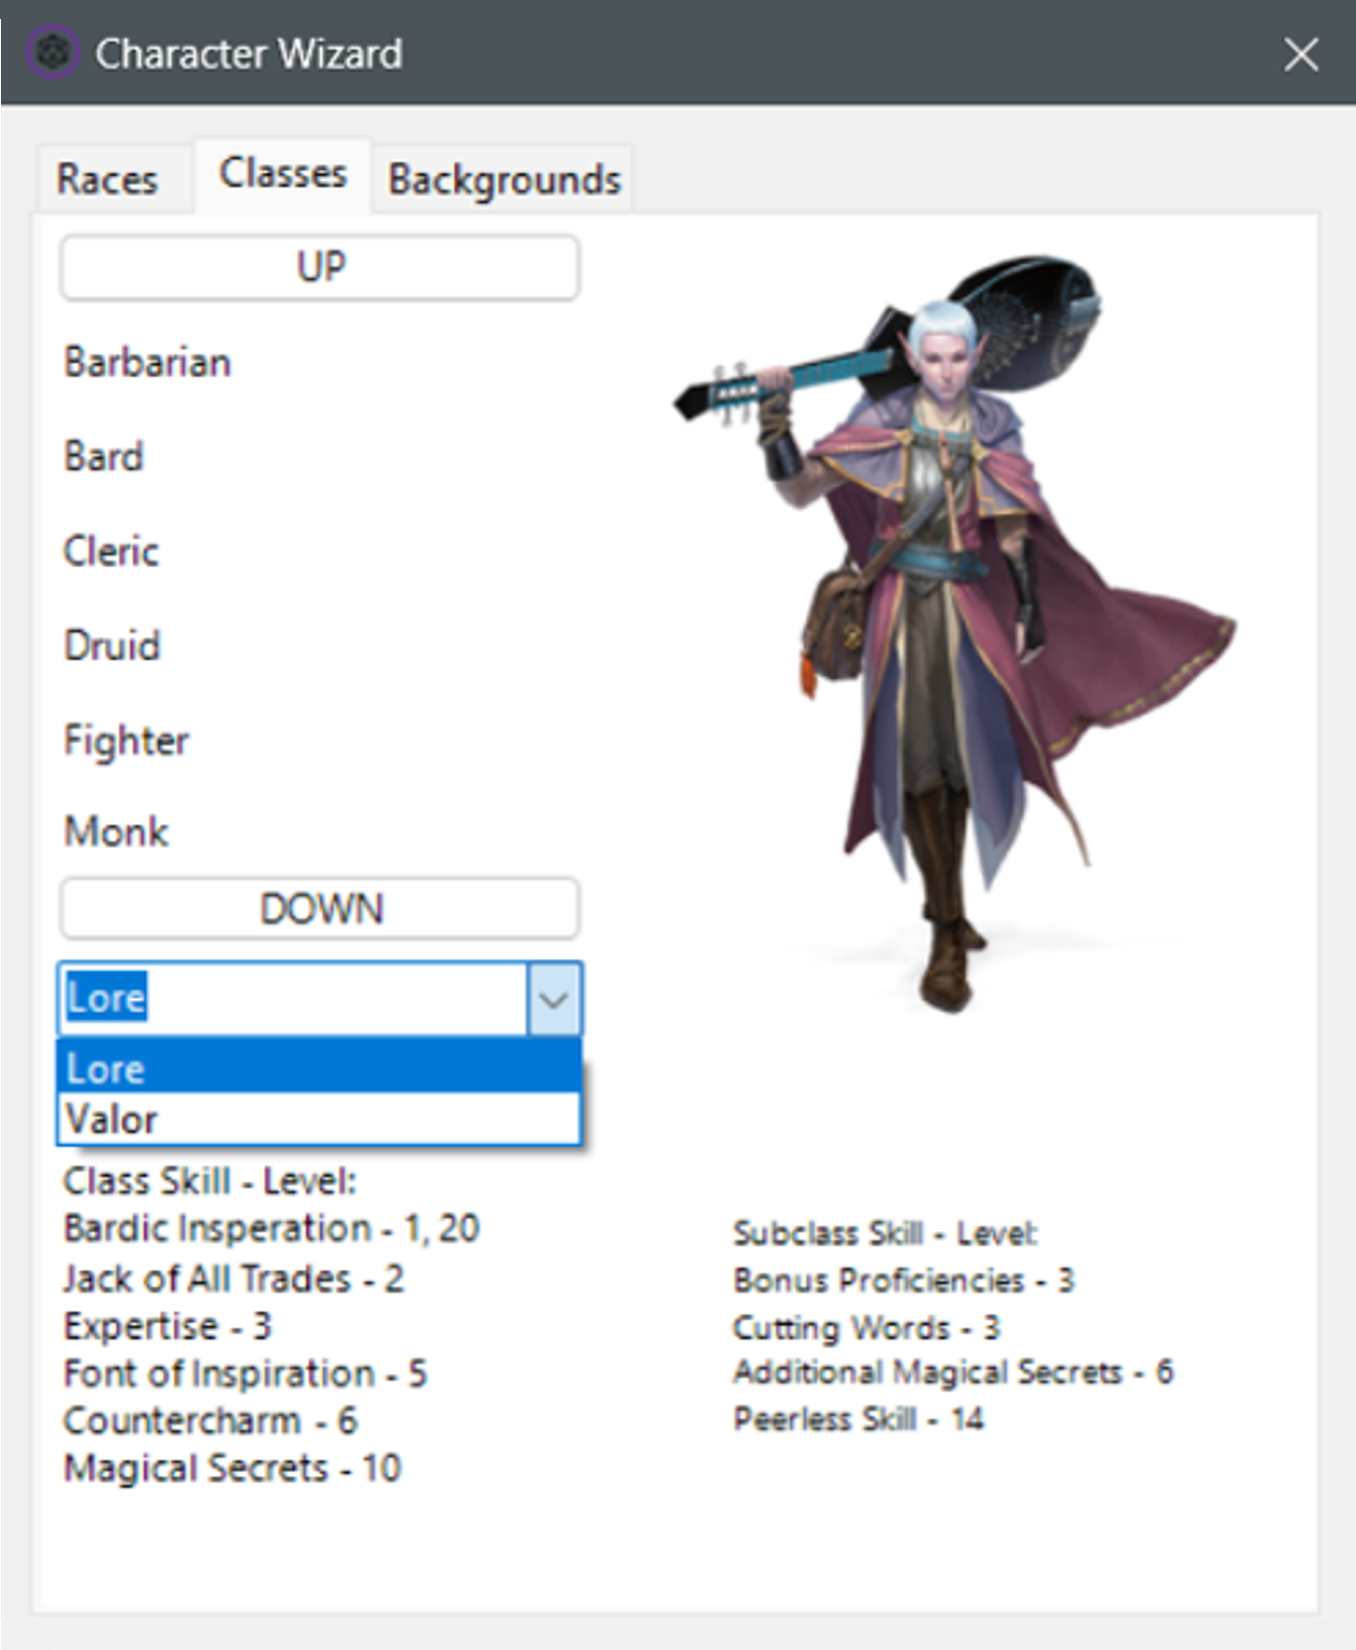 Character Wizard
Races
Classes
Backgrounds
UP
Barbarian
Bard
Cleric
Druid
Fighter
Monk
DOWN
Lore
Lore
Valor
Class Skill - Level:
Bardic Insperation - 1, 20
Jack of All Trades - 2
Expertise - 3
Font of Inspiration - 5
Countercharm - 6
Magical Secrets - 10
Subclass Skill - Level:
Bonus Proficiencies - 3
Cutting Words - 3
Additional Magical Secrets - 6
Peerless Skill - 14